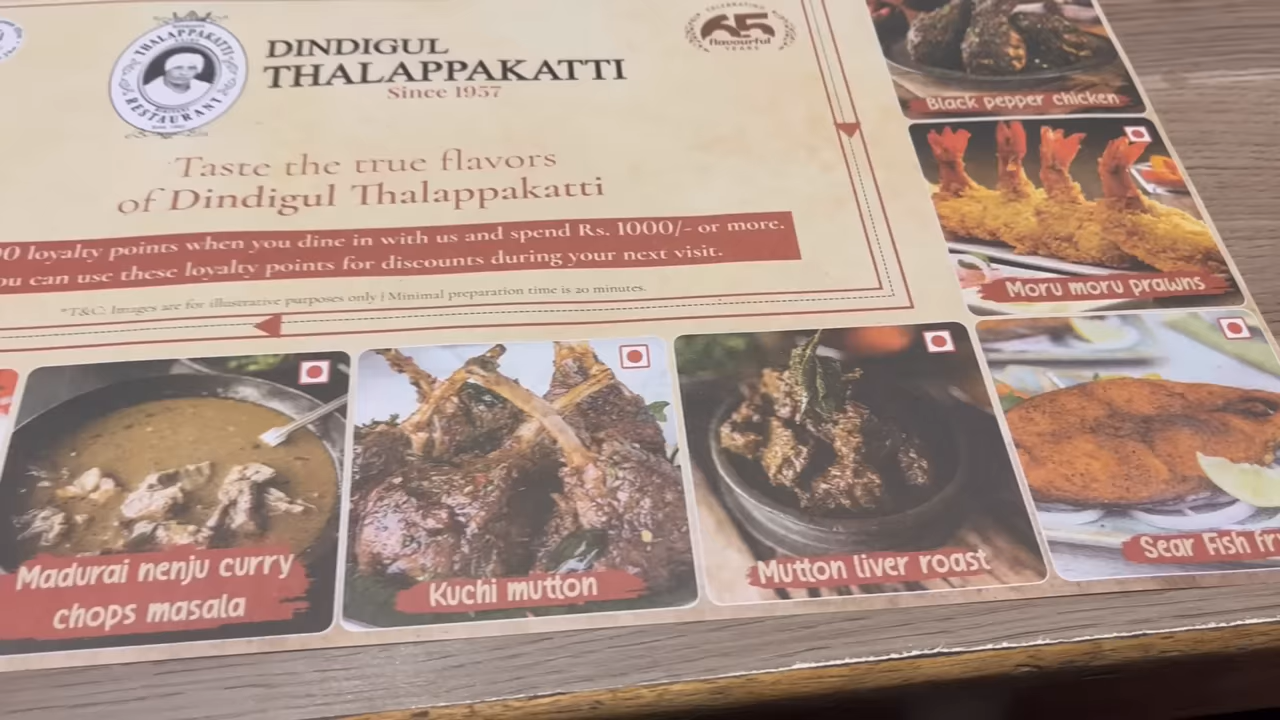 THALAPPAKATTI
RESTAURANT
DINDIGUL
THALAPPAKATTI
Since 1957
CELEBRATING
65
flavourful
YEARS
Taste the true flavors
of Dindigul Thalappakatti
loyalty points when you dine in with us and spend Rs. 1000/- or more.
can use these loyalty points for discounts during your next visit.
*T&C: Images are for illustrative purposes only | Minimal preparation time is 20 minutes.
Black pepper chicken
Moru moru prawns
Madurai nenju curry
chops masala
Kuchi mutton
Mutton liver roast
Sear Fish